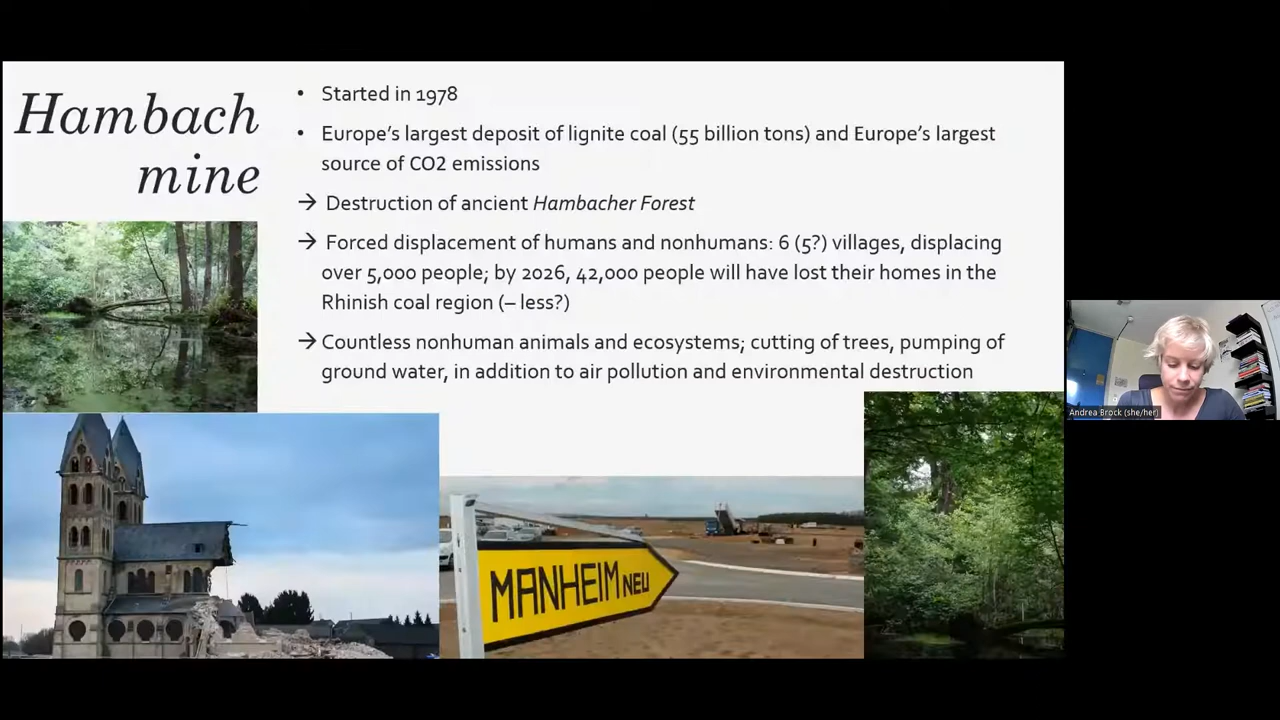 Hambach
mine
• Started in 1978
• Europe's largest deposit of lignite coal (55 billion tons) and Europe's largest
source of CO2 emissions
→ Destruction of ancient Hambacher Forest
→ Forced displacement of humans and nonhumans: 6 (5?) villages, displacing
over 5,000 people; by 2026, 42,000 people will have lost their homes in the
Rhinish coal region (– less?)
→ Countless nonhuman animals and ecosystems; cutting of trees, pumping of
ground water, in addition to air pollution and environmental destruction
MANHEIM NEU
Andrea Brock (she/her)